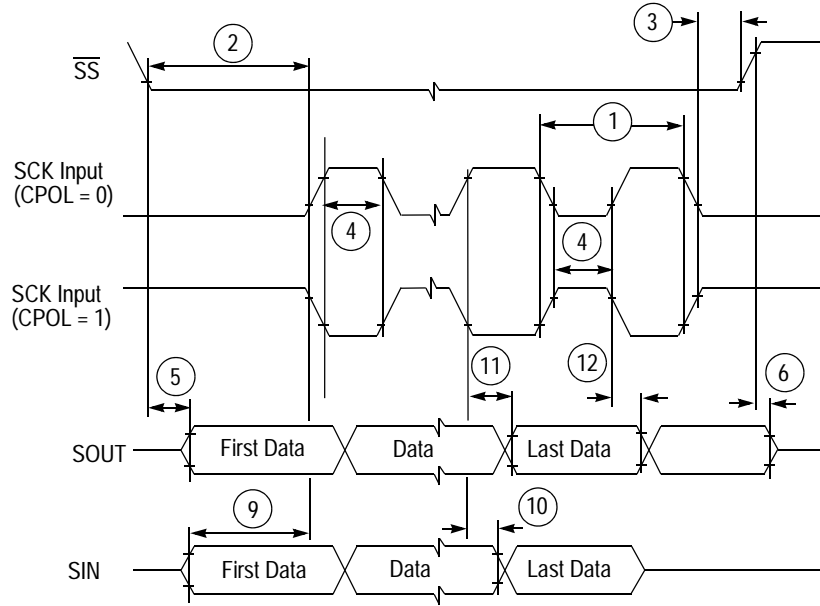 3
2
S̅S̅
1
SCK Input
(CPOL = 0)
4
4
SCK Input
(CPOL = 1)
5
11
12
6
SOUT
First Data
Data
Last Data
9
10
SIN
First Data
Data
Last Data